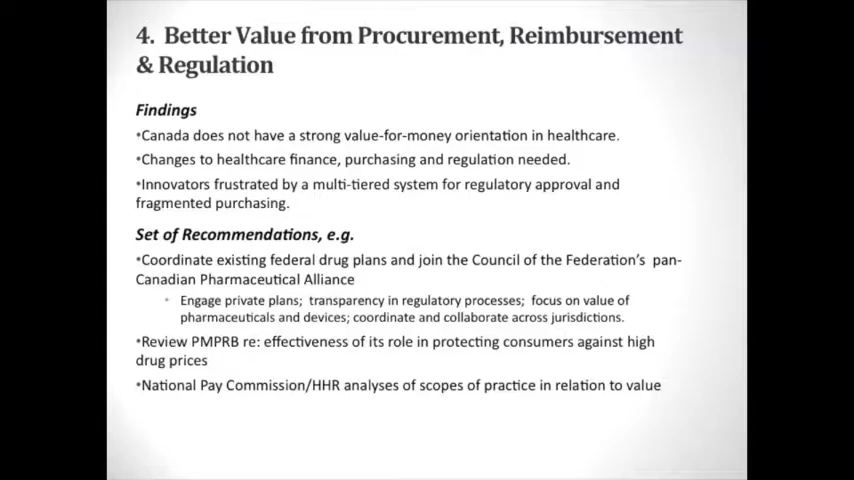 4. Better Value from Procurement, Reimbursement
& Regulation
Findings
•Canada does not have a strong value-for-money orientation in healthcare.
•Changes to healthcare finance, purchasing and regulation needed.
•Innovators frustrated by a multi-tiered system for regulatory approval and
fragmented purchasing.
Set of Recommendations, e.g.
•Coordinate existing federal drug plans and join the Council of the Federation's pan-
Canadian Pharmaceutical Alliance
• Engage private plans; transparency in regulatory processes; focus on value of
pharmaceuticals and devices; coordinate and collaborate across jurisdictions.
•Review PMPRB re: effectiveness of its role in protecting consumers against high
drug prices
•National Pay Commission/HHR analyses of scopes of practice in relation to value